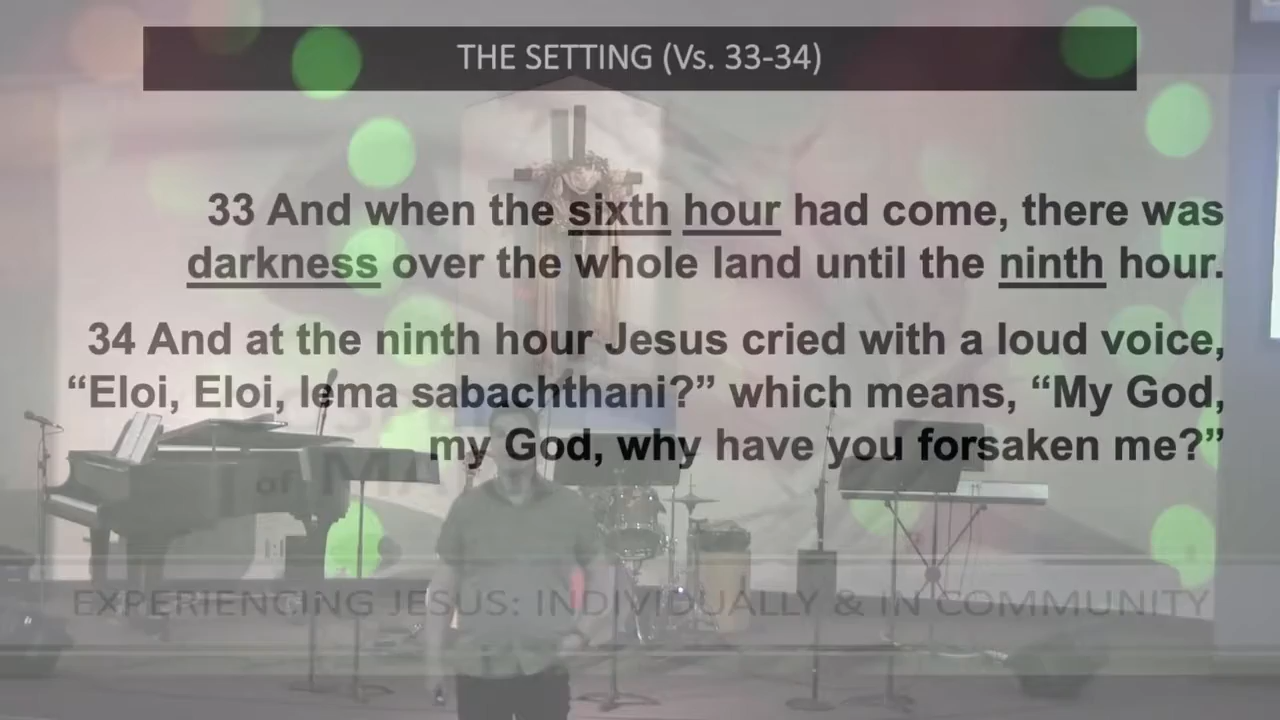 THE SETTING (Vs. 33-34)
33 And when the sixth hour had come, there was
darkness over the whole land until the ninth hour.
34 And at the ninth hour Jesus cried with a loud voice,
“Eloi, Eloi, lema sabachthani?” which means, “My God,
my God, why have you forsaken me?”
of
EXPERIENCING JESUS: INDIVIDUALLY & IN COMMUNITY